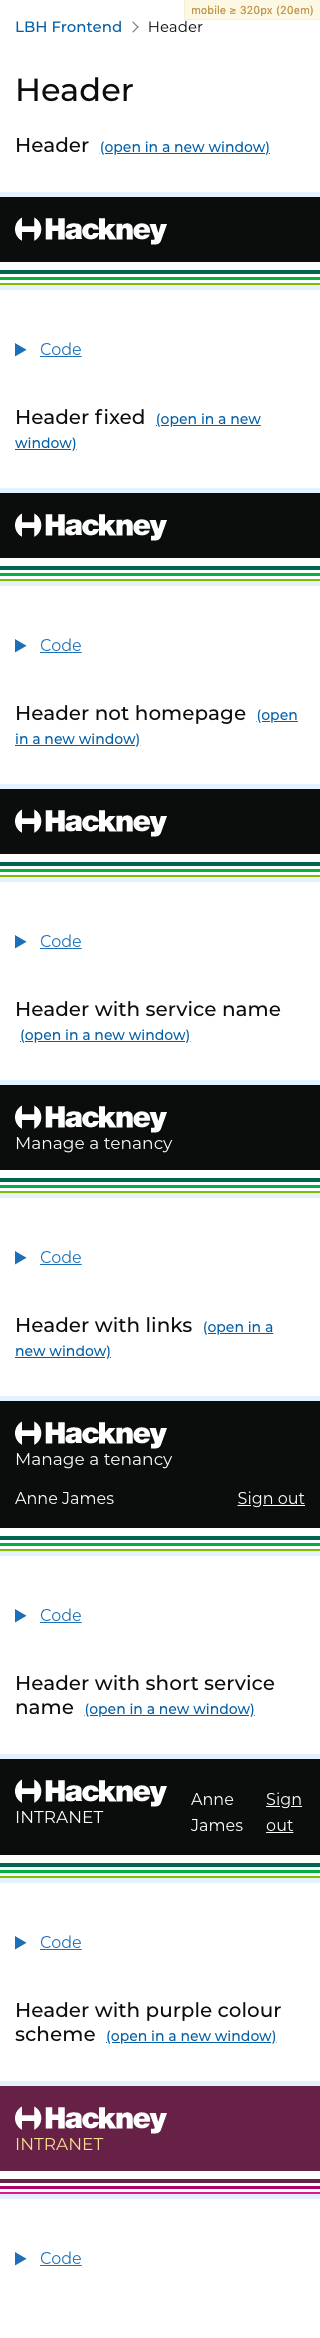 mobile ≥ 320px (20em)
LBH Frontend > Header
Header
Header (open in a new window)
Hackney
Code
Header fixed (open in a new
window)
Hackney
Code
Header not homepage (open
in a new window)
Hackney
Code
Header with service name
(open in a new window)
Hackney
Manage a tenancy
Code
Header with links (open in a
new window)
Hackney
Manage a tenancy
Anne James Sign out
Code
Header with short service
name (open in a new window)
Hackney
INTRANET
Anne Sign
James out
Code
Header with purple colour
scheme (open in a new window)
Hackney
INTRANET
Code